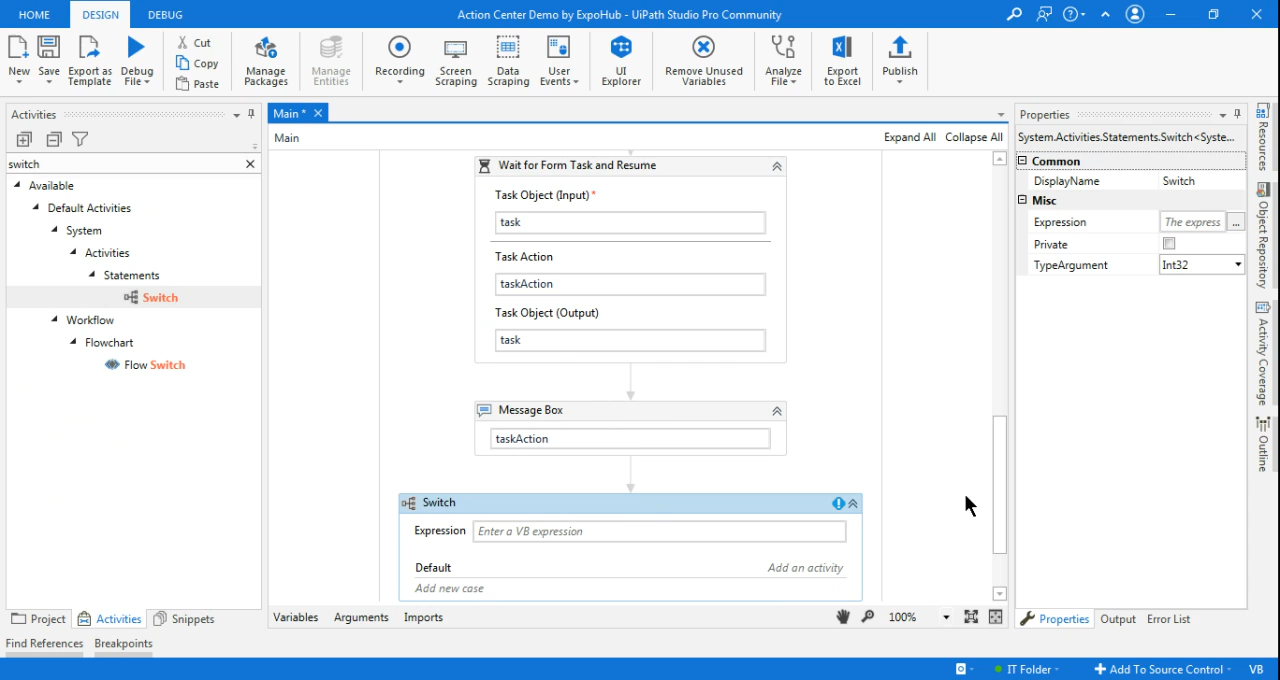 HOME DESIGN DEBUG Action Center Demo by ExpoHub - UiPath Studio Pro Community
New Save Export as Template Debug File Cut Copy Paste Manage Packages Manage Entities Recording Screen Scraping Data Scraping User Events UI Explorer Remove Unused Variables Analyze File Export to Excel Publish
Activities
switch
Available
Default Activities
System
Activities
Statements
Switch
Workflow
Flowchart
Flow Switch
Project Activities Snippets
Main *
Main Expand All Collapse All
Wait for Form Task and Resume
Task Object (Input) *
task
Task Action
taskAction
Task Object (Output)
task
Message Box
taskAction
Switch
Expression Enter a VB expression
Default Add an activity
Add new case
Variables Arguments Imports 100%
Properties
System.Activities.Statements.Switch<Syste...
Common
DisplayName Switch
Misc
Expression The express ...
Private
TypeArgument Int32
Properties Output Error List
Resources
Object Repository
Activity Coverage
Outline
Find References Breakpoints
IT Folder Add To Source Control VB